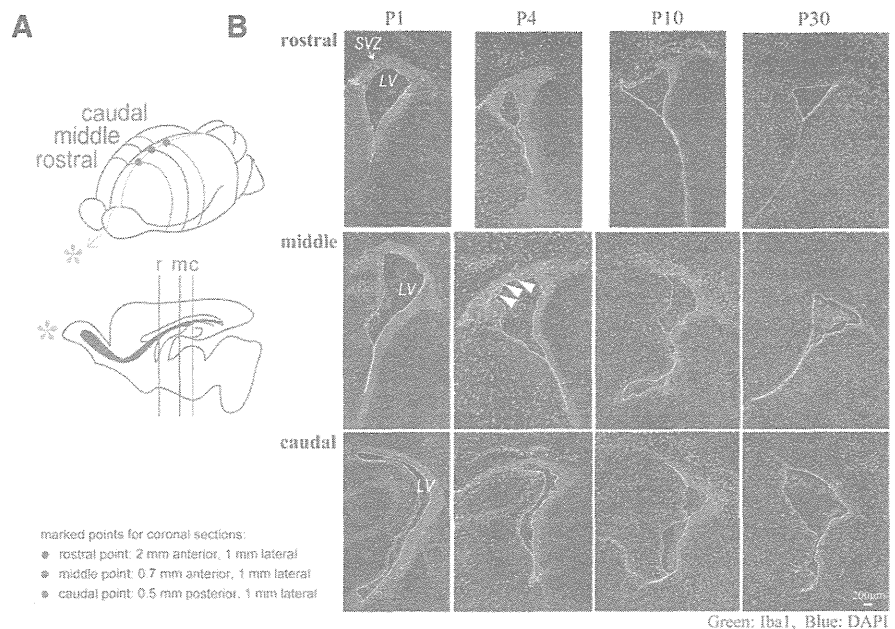 A
B
P1
P4
P10
P30
rostral
SVZ
LV
caudal
middle
rostral
*
r m c
*
middle
LV
caudal
LV
marked points for coronal sections:
● rostral point: 2 mm anterior, 1 mm lateral
● middle point: 0.7 mm anterior, 1 mm lateral
● caudal point: 0.5 mm posterior, 1 mm lateral
200μm
Green: Iba1, Blue: DAPI